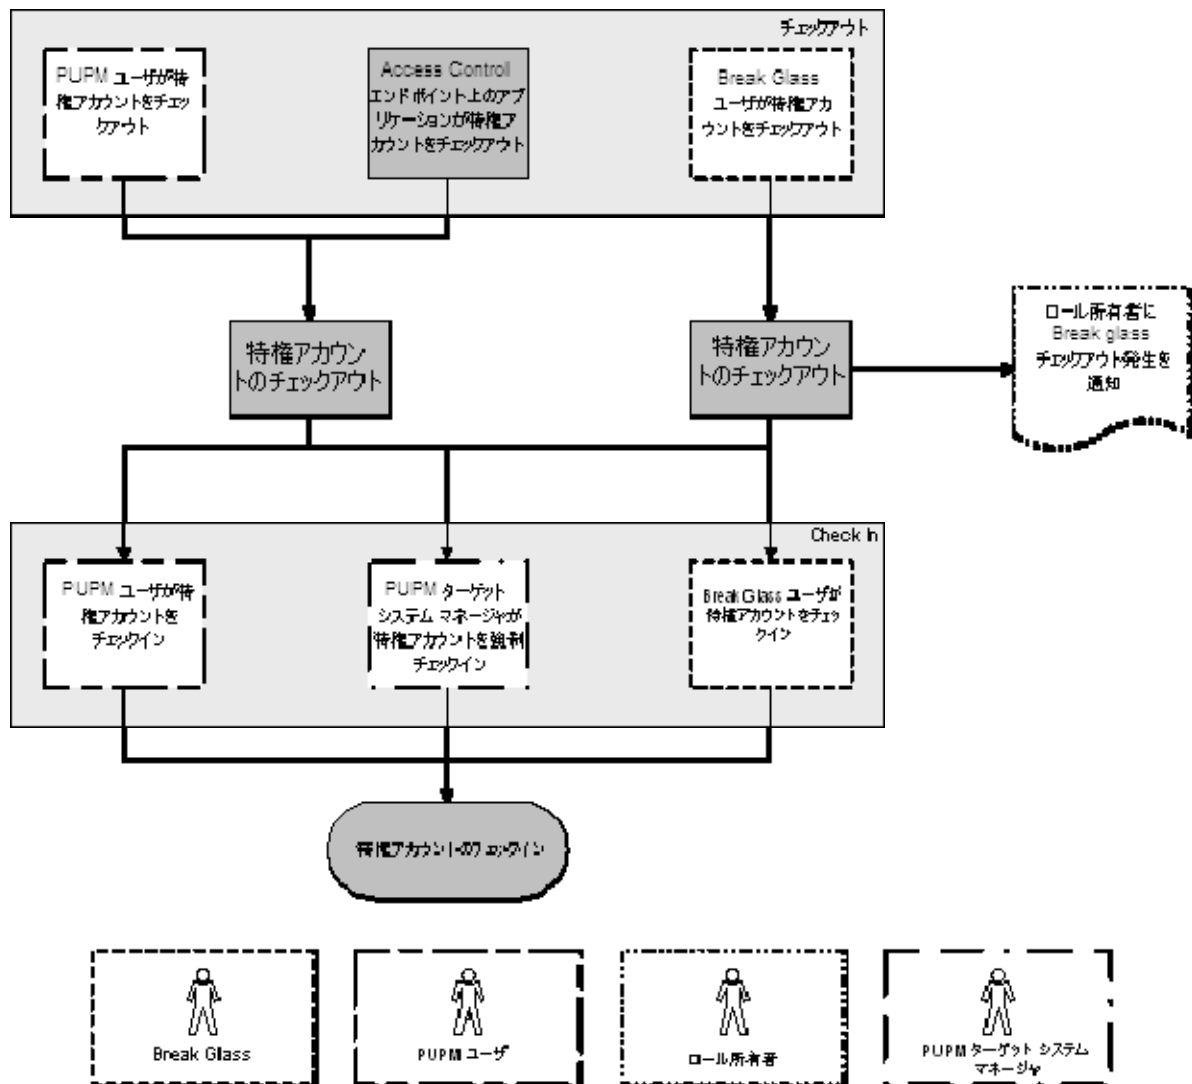 チェックアウト
PUPM ユーザが特
権アカウントをチェッ
クアウト
Access Control
エンドポイント上のアプ
リケーションが特権ア
カウントをチェックアウト
Break Glass
ユーザが特権アカ
ウントをチェックアウト
特権アカウン
トのチェックアウト
特権アカウン
トのチェックアウト
ロール所有者に
Break glass
チェックアウト発生を
通知
Check In
PUPM ユーザが特
権アカウントを
チェックイン
PUPM ターゲット
システム マネージャが
特権アカウントを強制
チェックイン
Break Glass ユーザが
特権アカウントをチェッ
クイン
特権アカウントのチェックイン
Break Glass
PUPM ユーザ
ロール所有者
PUPM ターゲット システム
マネージャ